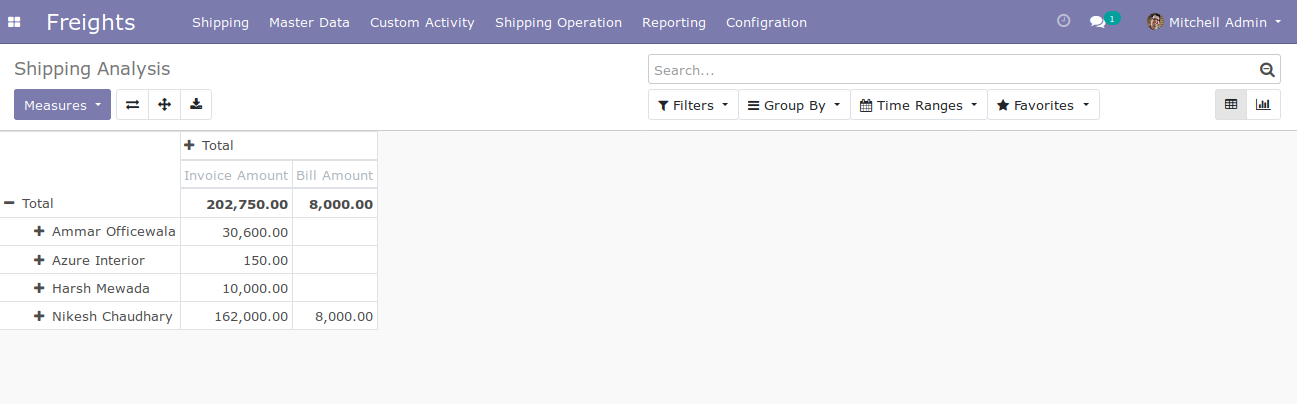 Freights Shipping Master Data Custom Activity Shipping Operation Reporting Configration 1 Mitchell Admin
Shipping Analysis
Search...
Measures
Filters Group By Time Ranges Favorites
Total
Invoice Amount Bill Amount
Total 202,750.00 8,000.00
Ammar Officewala 30,600.00
Azure Interior 150.00
Harsh Mewada 10,000.00
Nikesh Chaudhary 162,000.00 8,000.00